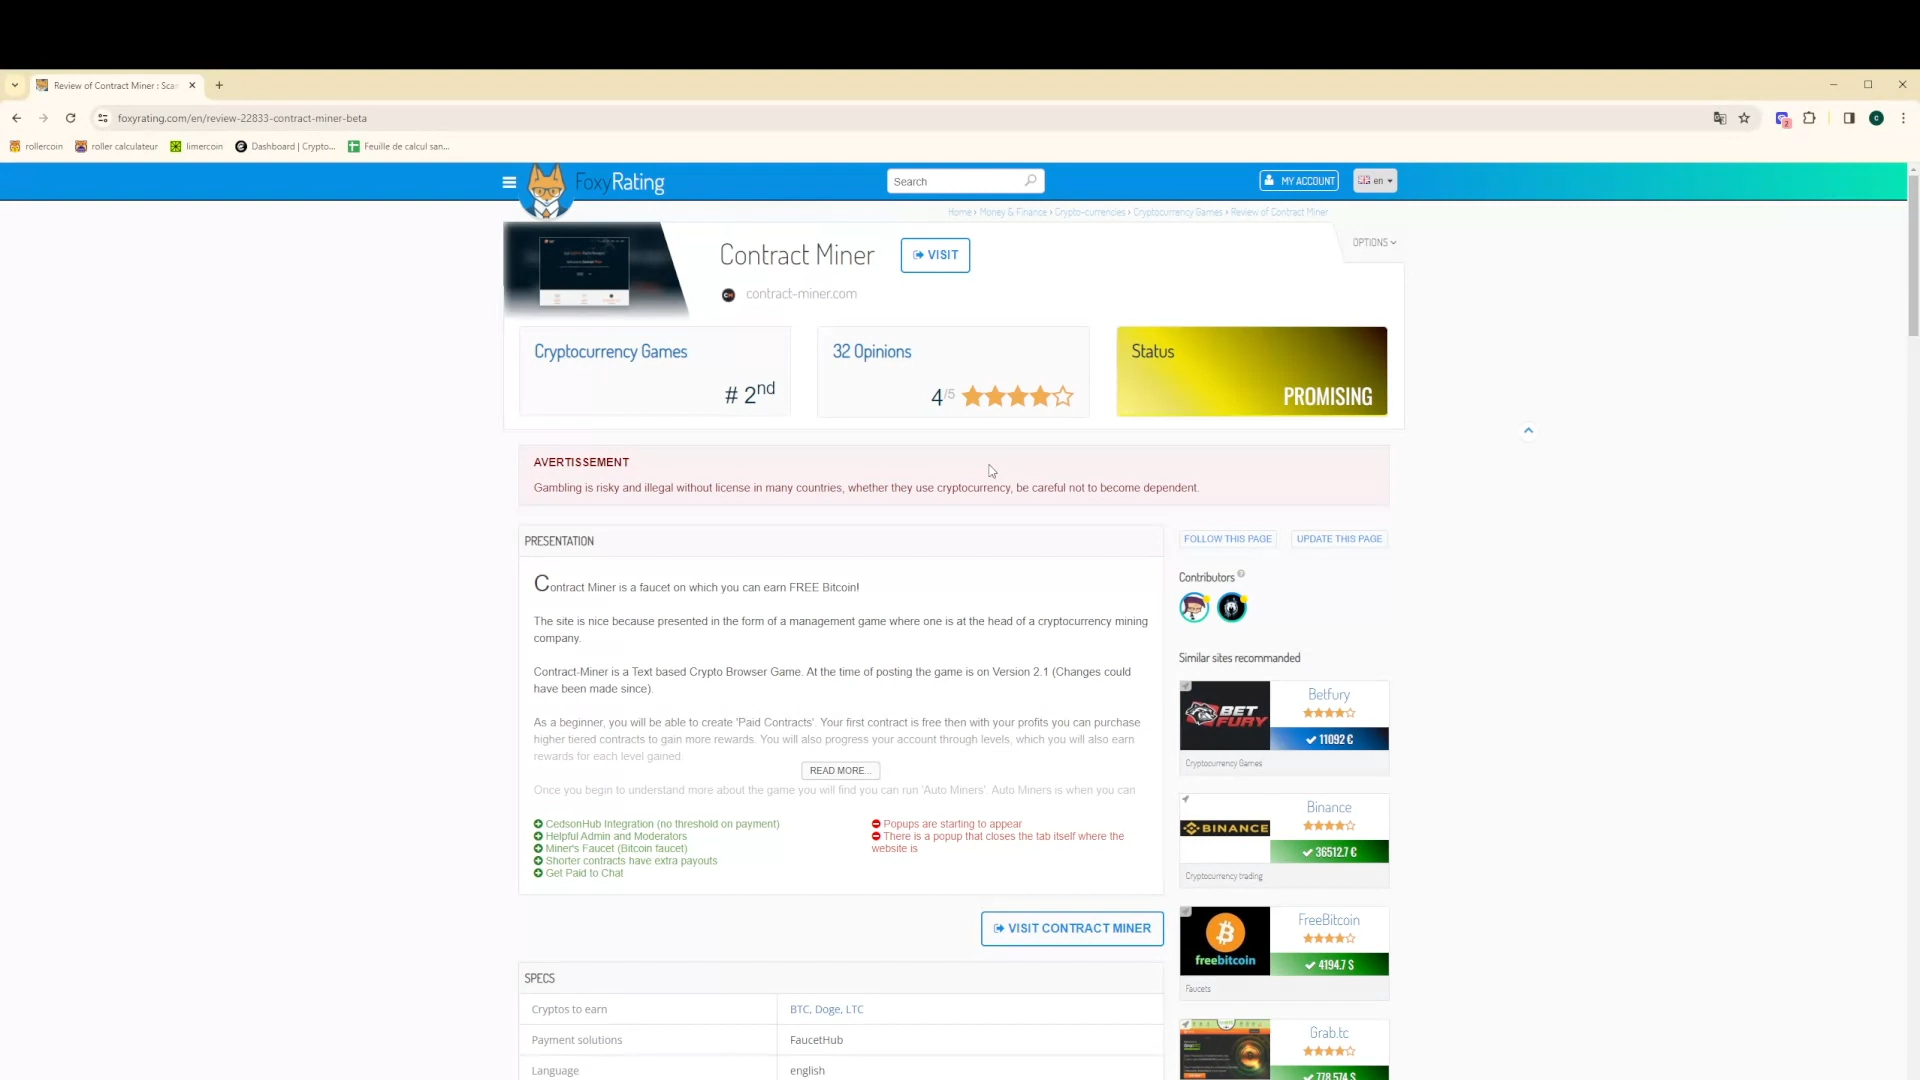 Review of Contract Miner : Scam
foxyrating.com/en/review-22833-contract-miner-beta
rollercoin
roller calculateur
limercoin
Dashboard | Crypto...
Feuille de calcul san...
FoxyRating
Search
MY ACCOUNT
en
Home › Money & Finance › Crypto-currencies › Cryptocurrency Games › Review of Contract Miner
OPTIONS
Contract Miner
VISIT
contract-miner.com
Cryptocurrency Games
# 2nd
32 Opinions
4/5
Status
PROMISING
AVERTISSEMENT
Gambling is risky and illegal without license in many countries, whether they use cryptocurrency, be careful not to become dependent.
PRESENTATION
Contract Miner is a faucet on which you can earn FREE Bitcoin!
The site is nice because presented in the form of a management game where one is at the head of a cryptocurrency mining
company.
Contract-Miner is a Text based Crypto Browser Game. At the time of posting the game is on Version 2.1 (Changes could
have been made since).
As a beginner, you will be able to create 'Paid Contracts'. Your first contract is free then with your profits you can purchase
higher tiered contracts to gain more rewards. You will also progress your account through levels, which you will also earn
rewards for each level gained.
READ MORE...
Once you begin to understand more about the game you will find you can run 'Auto Miners'. Auto Miners is when you can
CedsonHub Integration (no threshold on payment)
Helpful Admin and Moderators
Miner's Faucet (Bitcoin faucet)
Shorter contracts have extra payouts
Get Paid to Chat
Popups are starting to appear
There is a popup that closes the tab itself where the
website is
VISIT CONTRACT MINER
SPECS
Cryptos to earn
BTC, Doge, LTC
Payment solutions
FaucetHub
Language
english
FOLLOW THIS PAGE
UPDATE THIS PAGE
Contributors
Similar sites recommanded
BET FURY
Betfury
11092 €
Cryptocurrency Games
BINANCE
Binance
36512.7 €
Cryptocurrency trading
freebitcoin
FreeBitcoin
4194.7 $
Faucets
Grab.tc
778.574 $